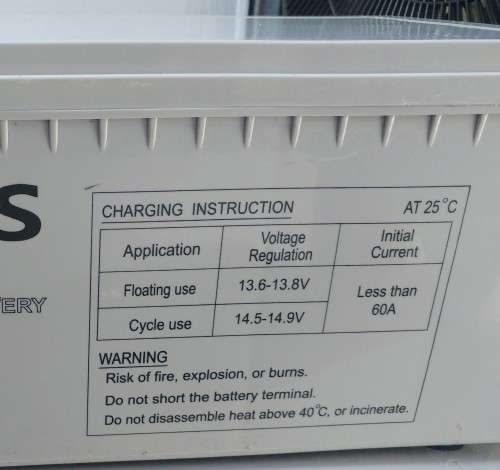 S
CHARGING INSTRUCTION AT 25°C
Application Voltage Regulation Initial Current
Floating use 13.6-13.8V Less than 60A
Cycle use 14.5-14.9V
ERY
WARNING
Risk of fire, explosion, or burns.
Do not short the battery terminal.
Do not disassemble heat above 40°C, or incinerate.